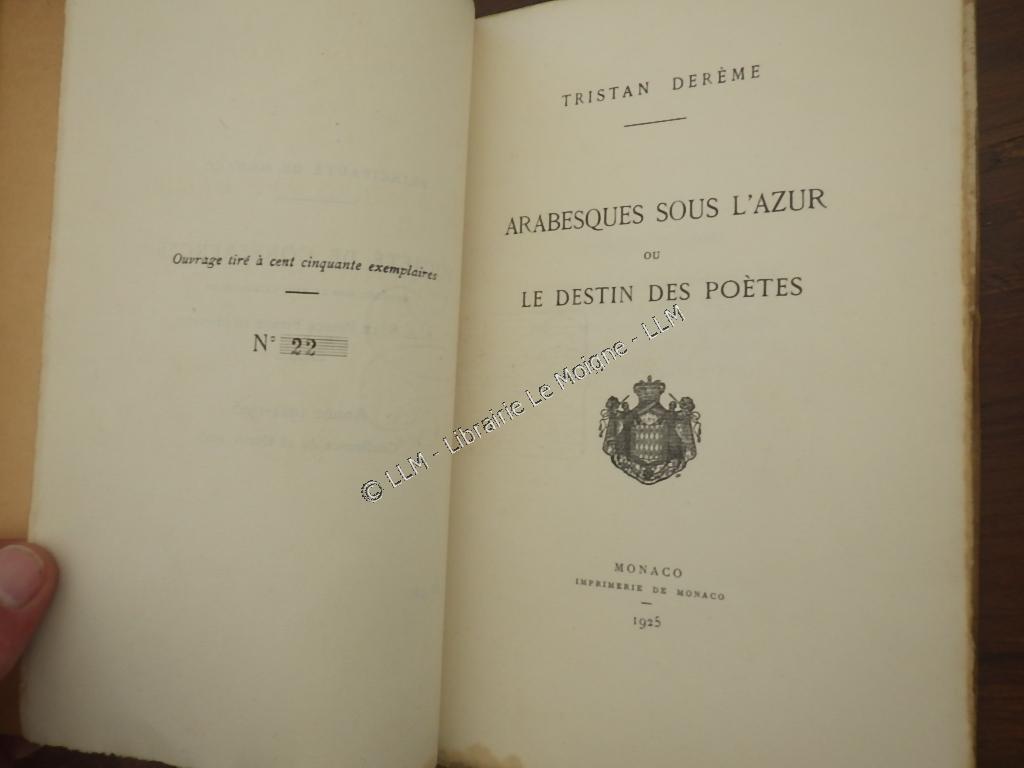 Ouvrage tiré à cent cinquante exemplaires
N° 22
TRISTAN DERÈME
ARABESQUES SOUS L'AZUR
OU
LE DESTIN DES POÈTES
© LLM - Librairie Le Moigne - LLM
MONACO
IMPRIMERIE DE MONACO
1925